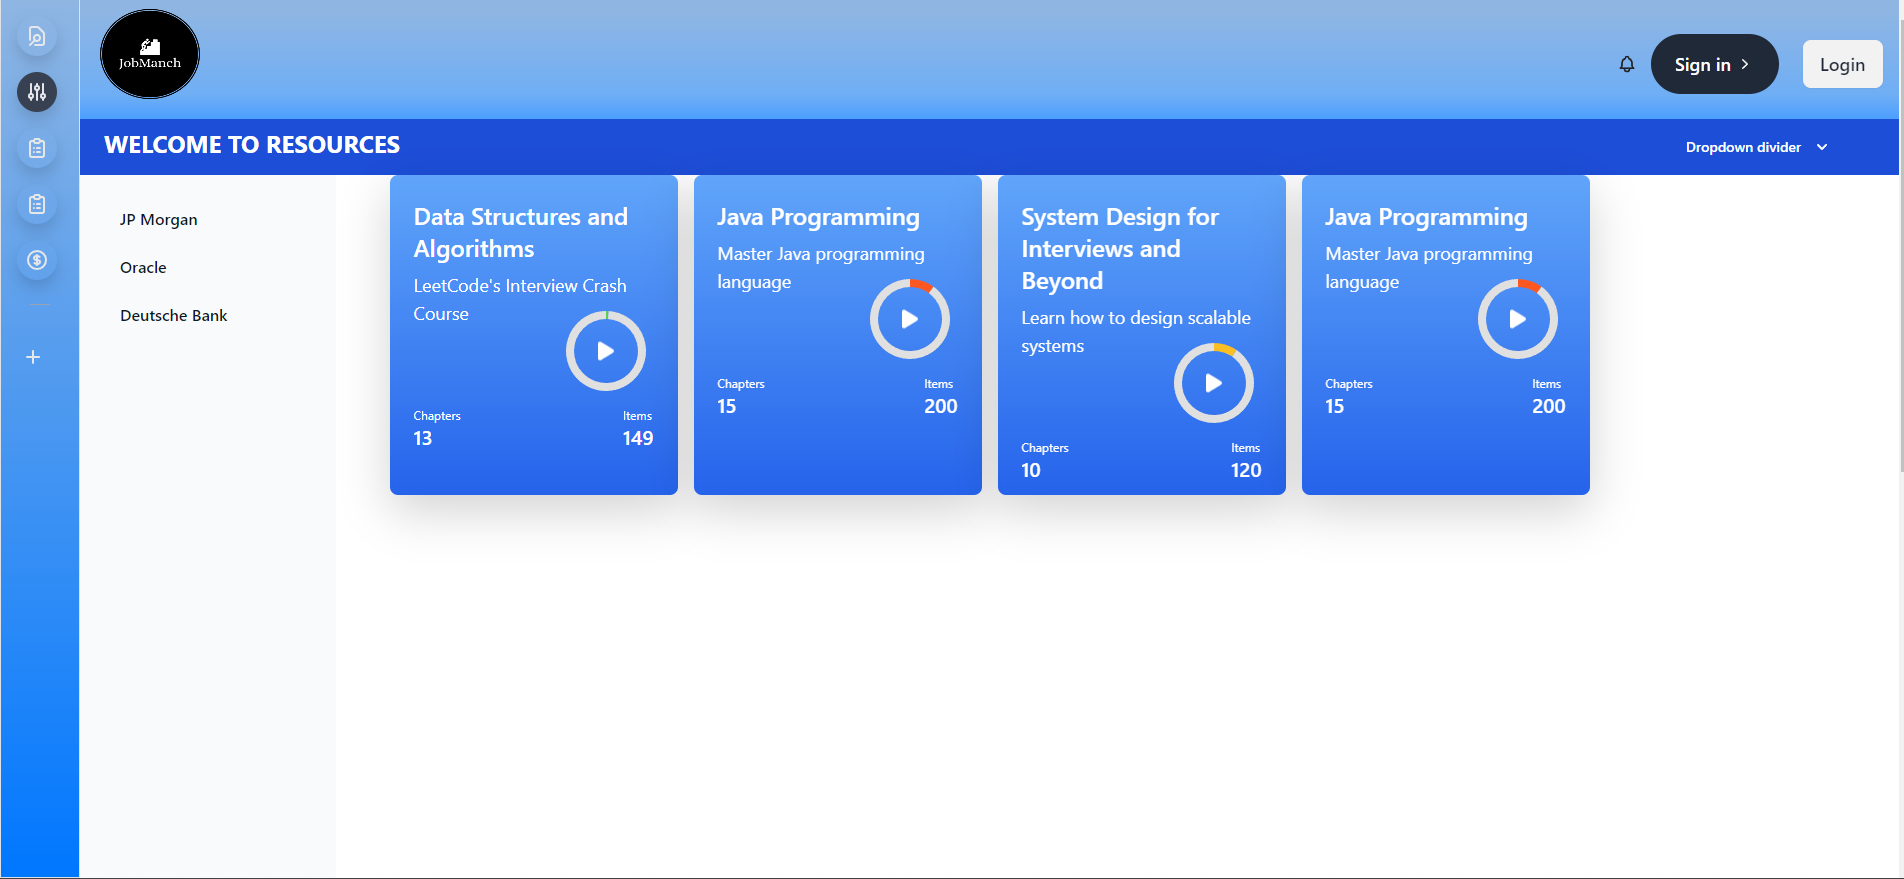 JobManch
Sign in
Login
WELCOME TO RESOURCES
Dropdown divider
JP Morgan
Oracle
Deutsche Bank
Data Structures and
Algorithms
LeetCode's Interview Crash
Course
Chapters
Items
13
149
Java Programming
Master Java programming
language
Chapters
Items
15
200
System Design for
Interviews and
Beyond
Learn how to design scalable
systems
Chapters
Items
10
120
Java Programming
Master Java programming
language
Chapters
Items
15
200